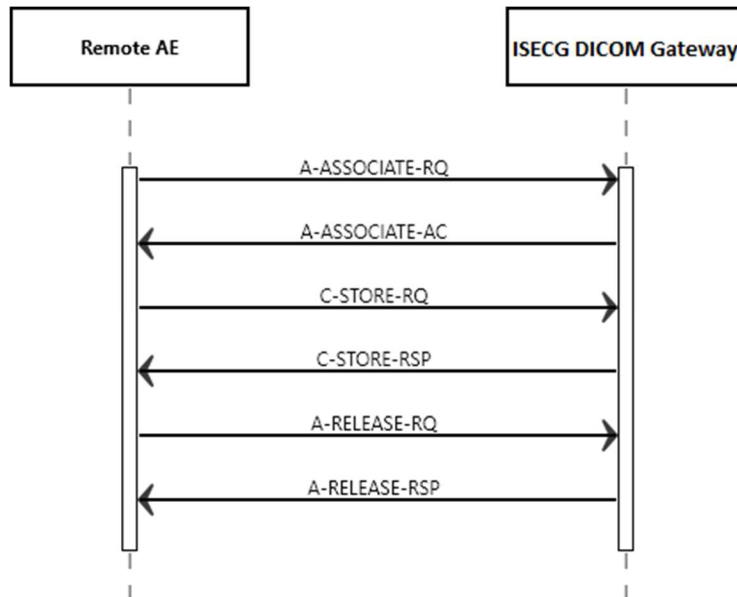 Remote AE
ISECG DICOM Gateway
A-ASSOCIATE-RQ
A-ASSOCIATE-AC
C-STORE-RQ
C-STORE-RSP
A-RELEASE-RQ
A-RELEASE-RSP